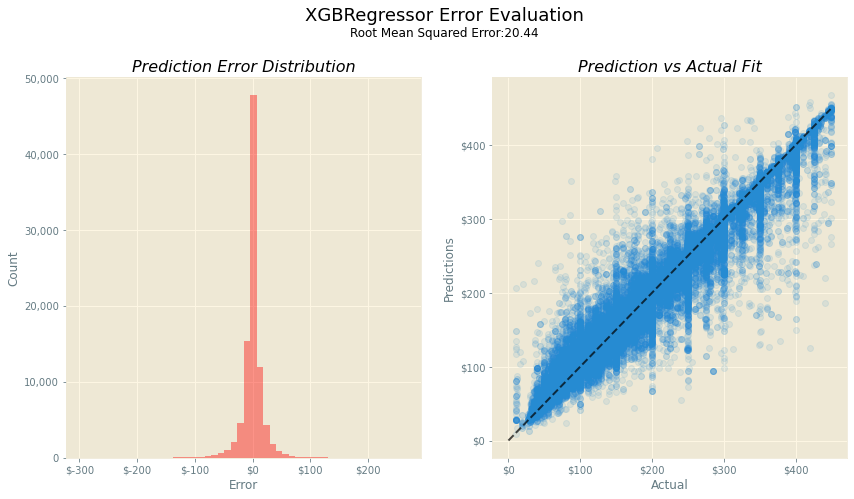 XGBRegressor Error Evaluation
Root Mean Squared Error:20.44
Prediction Error Distribution
50,000
40,000
30,000
20,000
10,000
0
Count
$-300
$-200
$-100
$0
$100
$200
Error
Prediction vs Actual Fit
$400
$300
$200
$100
$0
Predictions
$0
$100
$200
$300
$400
Actual